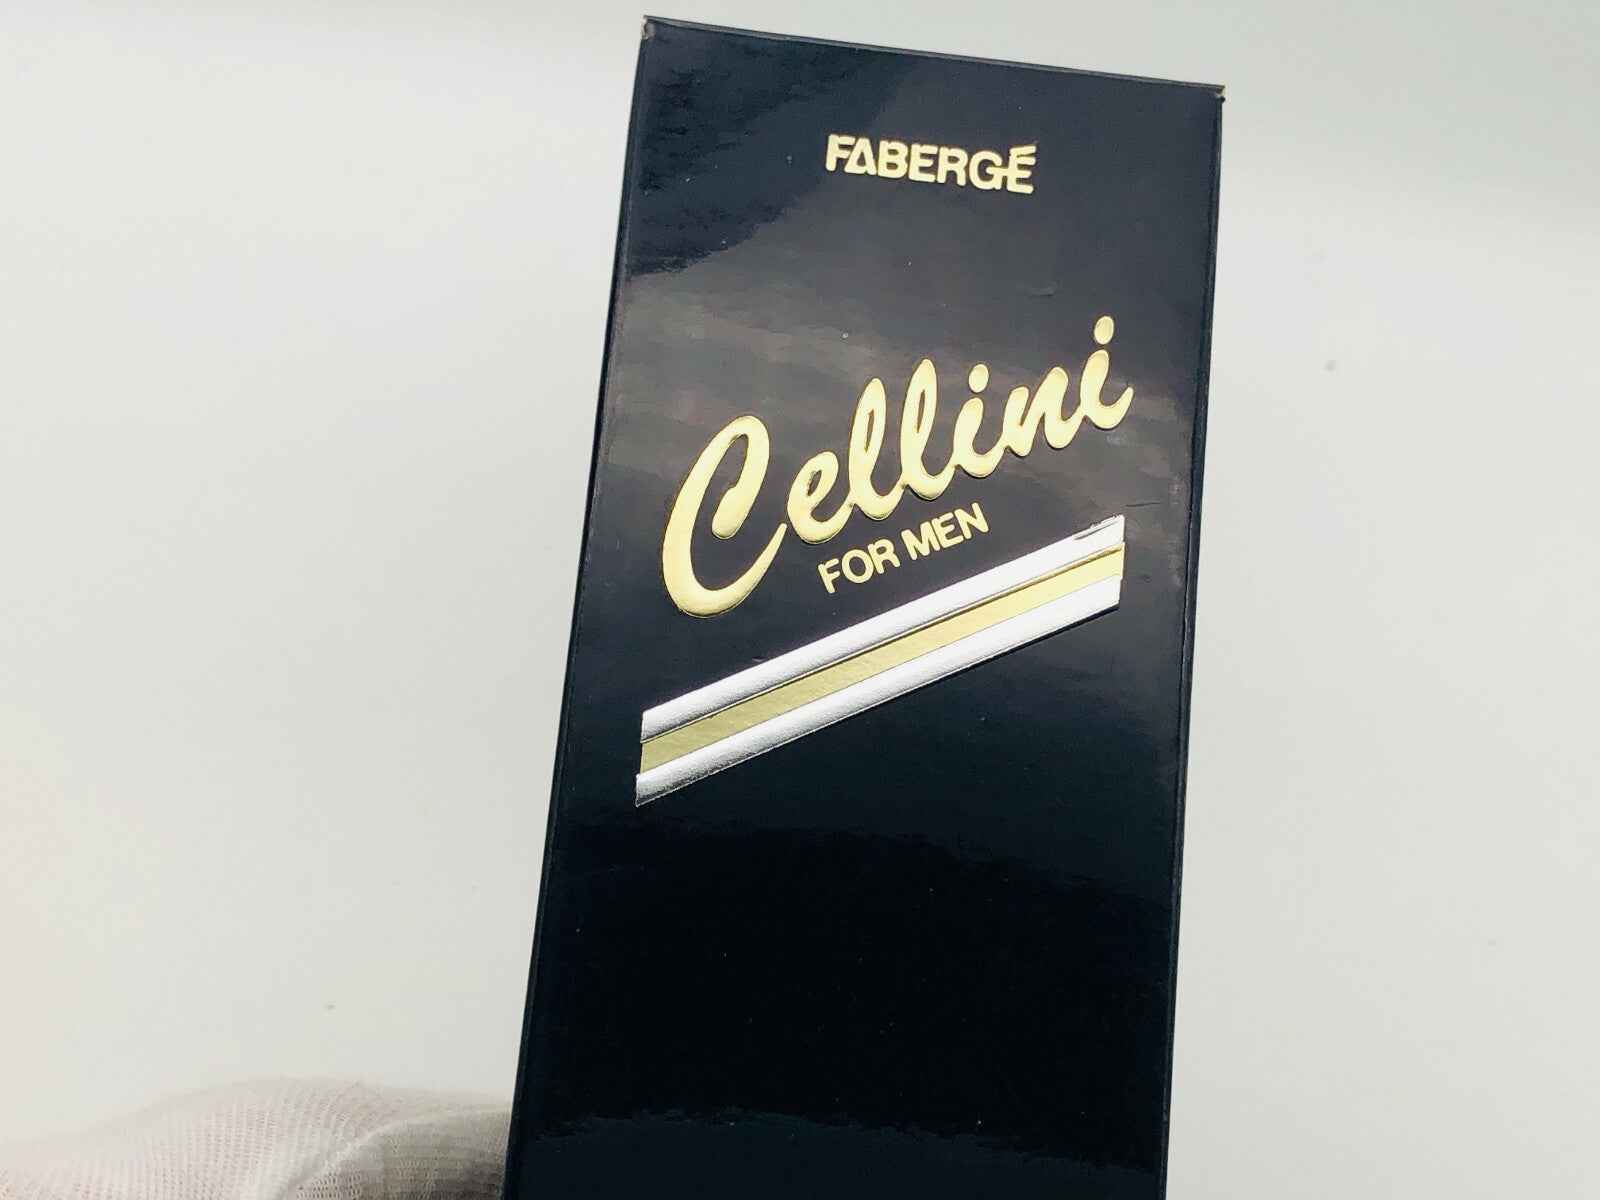 FABERGÉ
Cellini
FOR MEN